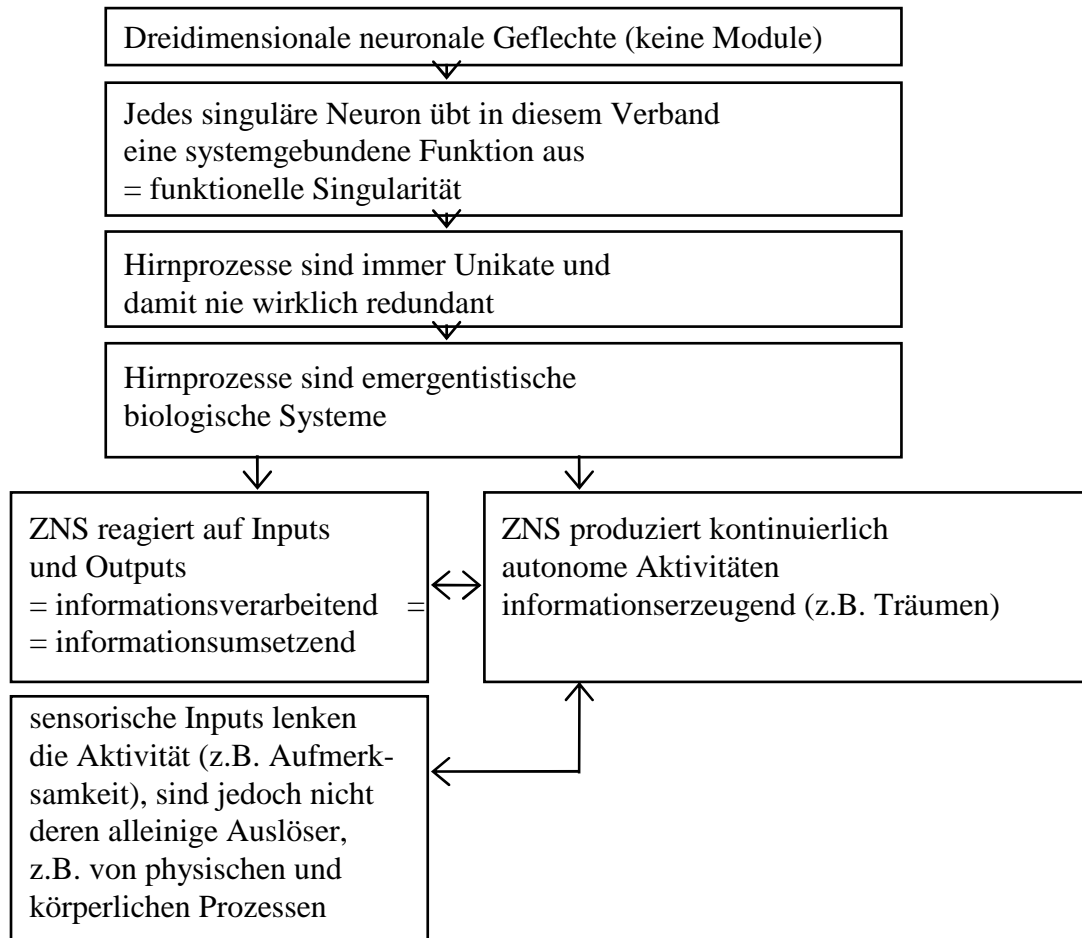 Dreidimensionale neuronale Geflechte (keine Module)
Jedes singuläre Neuron übt in diesem Verband
eine systemgebundene Funktion aus
= funktionelle Singularität
Hirnprozesse sind immer Unikate und
damit nie wirklich redundant
Hirnprozesse sind emergentistische
biologische Systeme
ZNS reagiert auf Inputs
und Outputs
= informationsverarbeitend =
= informationsumsetzend
ZNS produziert kontinuierlich
autonome Aktivitäten
informationserzeugend (z.B. Träumen)
sensorische Inputs lenken
die Aktivität (z.B. Aufmerk-
samkeit), sind jedoch nicht
deren alleinige Auslöser,
z.B. von physischen und
körperlichen Prozessen